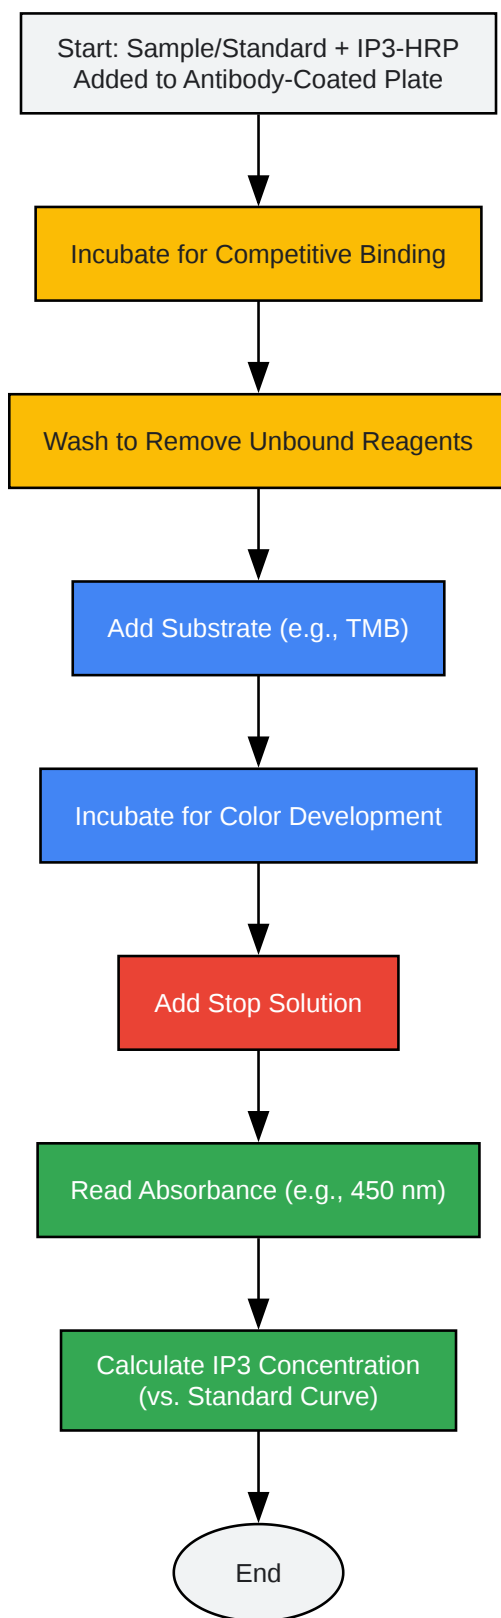 Start: Sample/Standard + IP3-HRP
Added to Antibody-Coated Plate
Incubate for Competitive Binding
Wash to Remove Unbound Reagents
Add Substrate (e.g., TMB)
Incubate for Color Development
Add Stop Solution
Read Absorbance (e.g., 450 nm)
Calculate IP3 Concentration
(vs. Standard Curve)
End